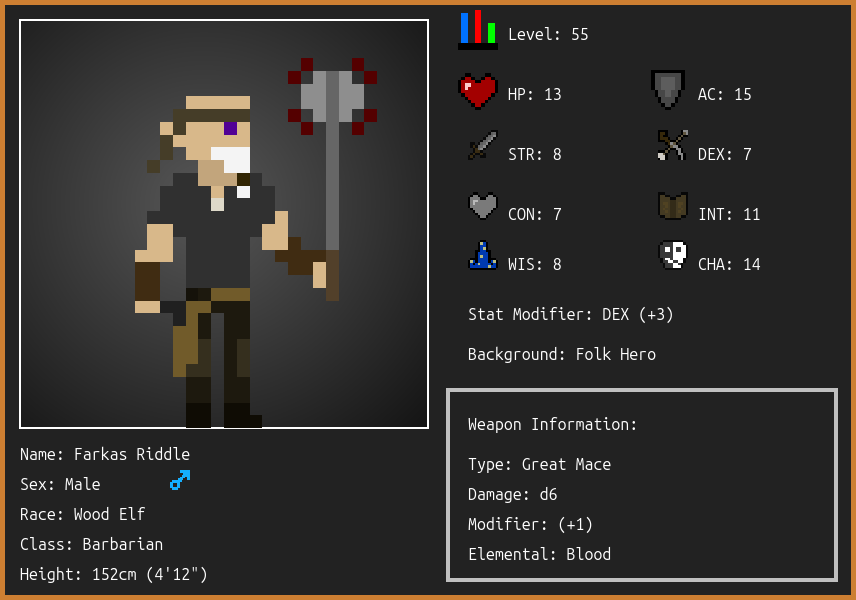 Level: 55
HP: 13
AC: 15
STR: 8
DEX: 7
CON: 7
INT: 11
WIS: 8
CHA: 14
Stat Modifier: DEX (+3)
Background: Folk Hero
Weapon Information:
Type: Great Mace
Damage: d6
Modifier: (+1)
Elemental: Blood
Name: Farkas Riddle
Sex: Male
Race: Wood Elf
Class: Barbarian
Height: 152cm (4'12")